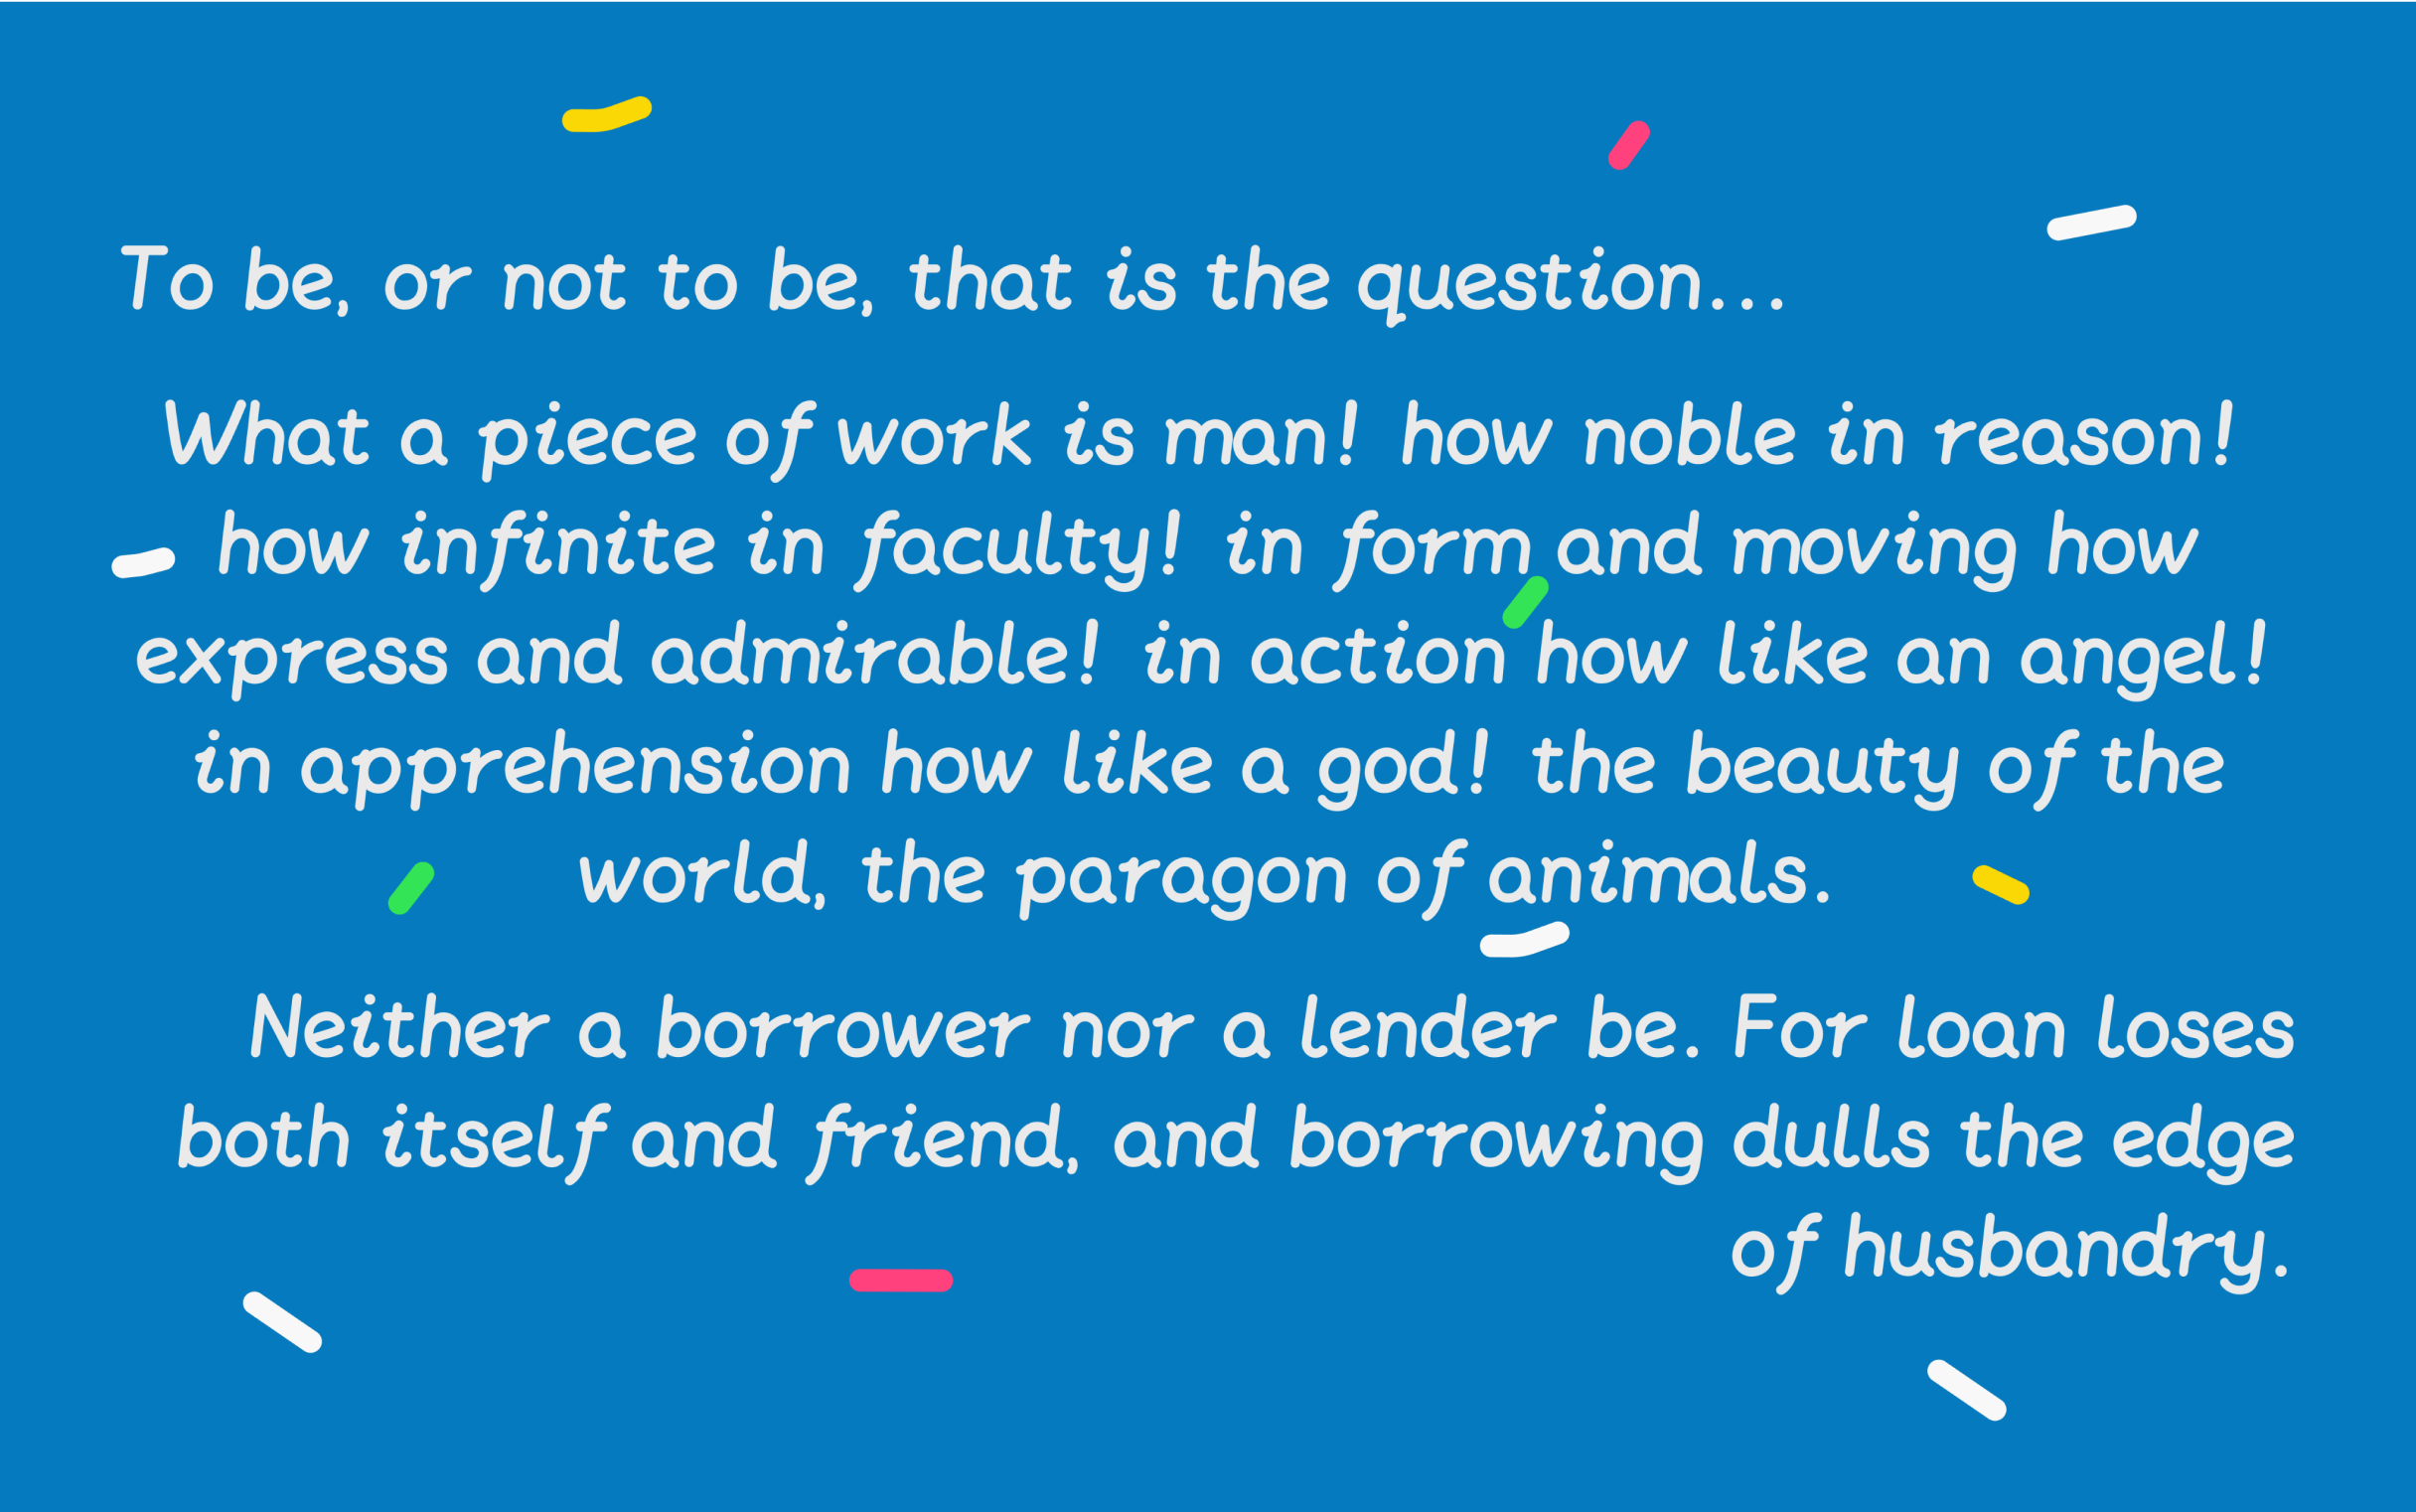 To be, or not to be, that is the question...
What a piece of work is man! how noble in reason!
how infinite in faculty! in form and moving how
express and admirable! in action how like an angel!
in apprehension how like a god! the beauty of the
world, the paragon of animals.
Neither a borrower nor a lender be. For loan loses
both itself and friend, and borrowing dulls the edge
of husbandry.